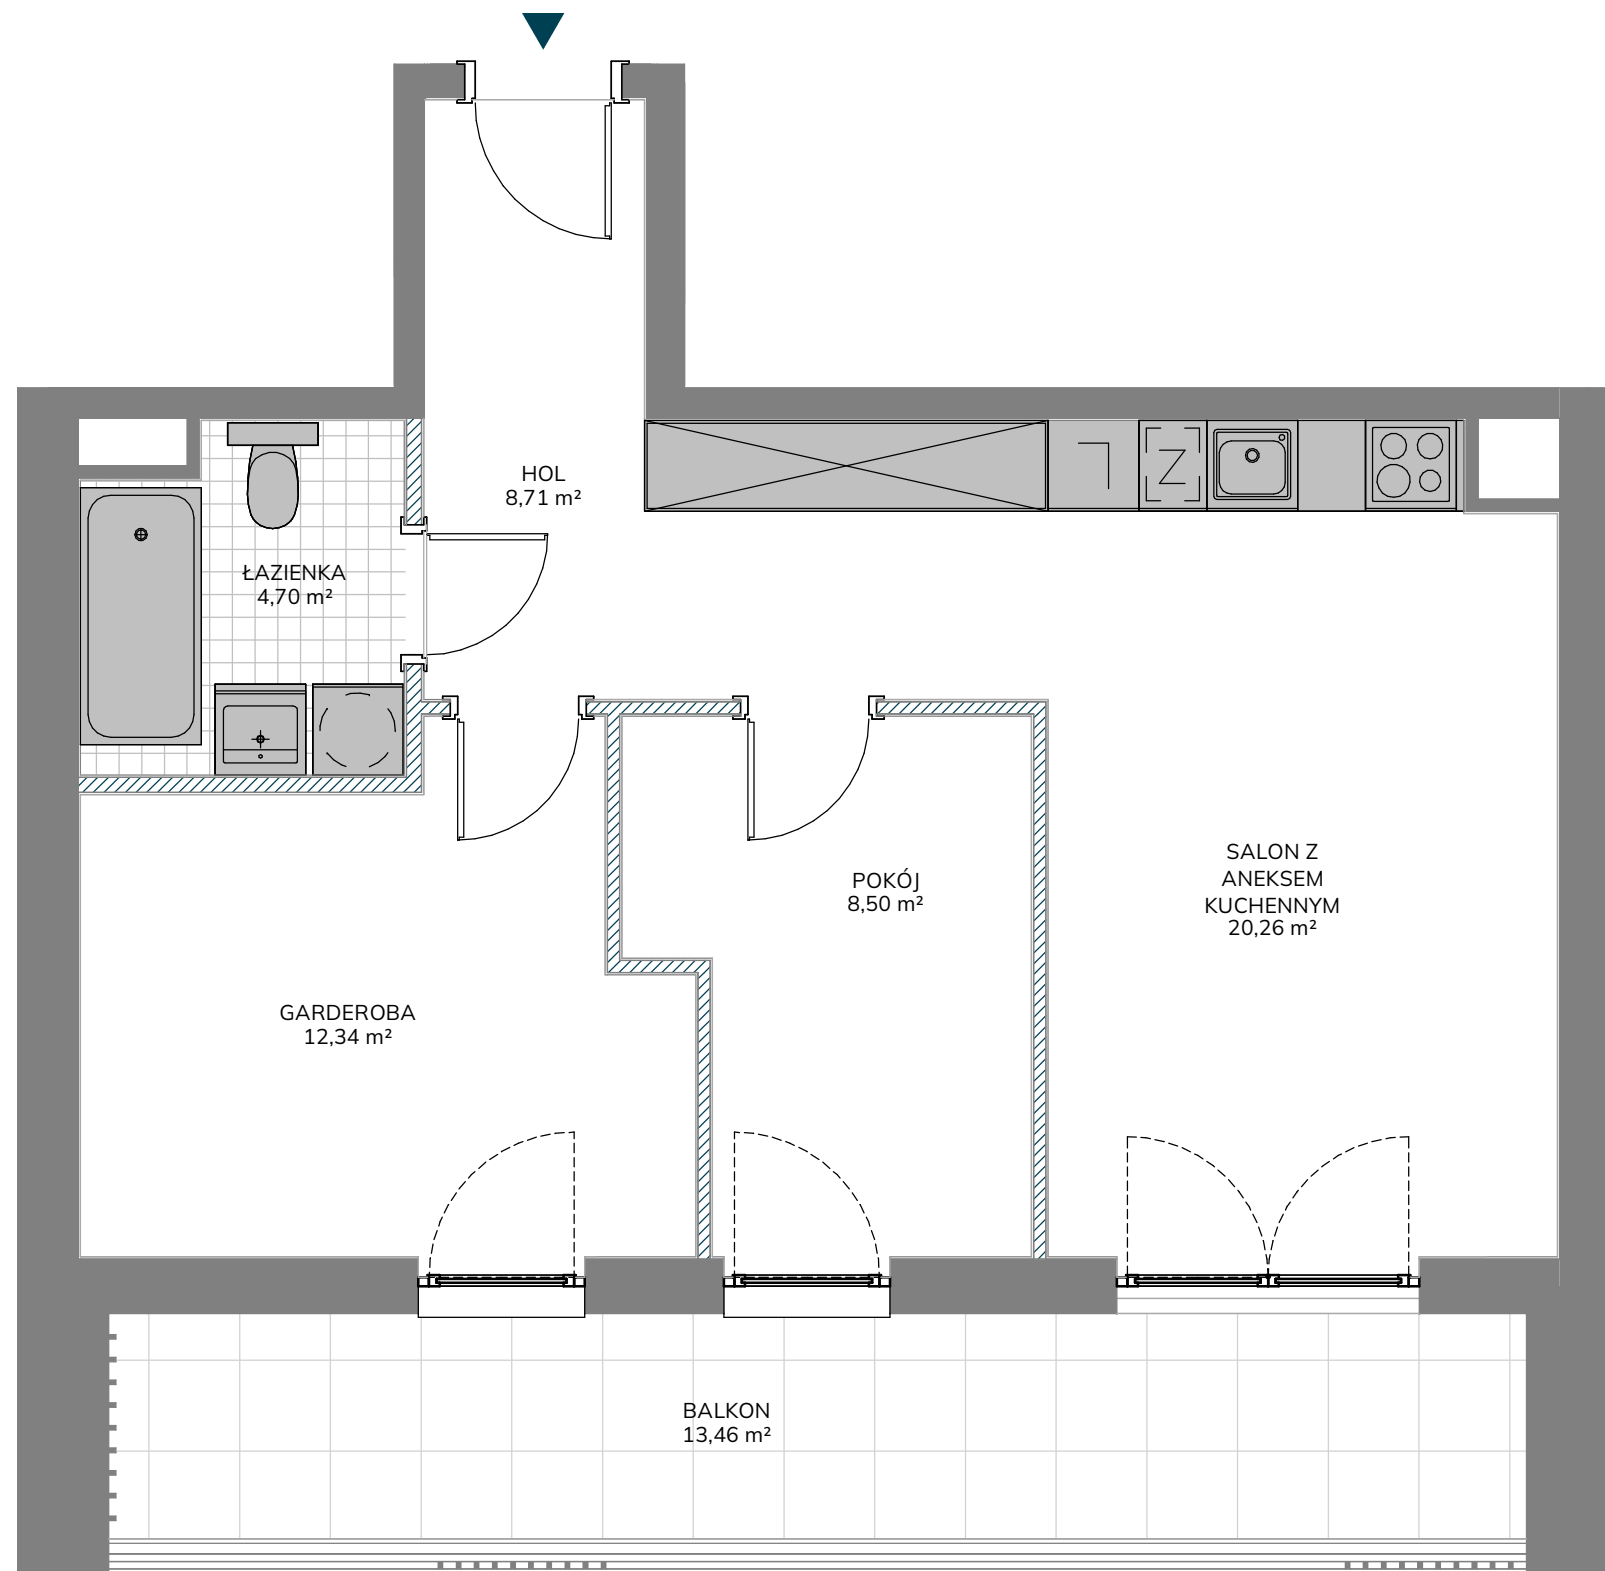 HOL
8,71 m²
ŁAZIENKA
4,70 m²
Z
SALON Z
ANEKSEM
KUCHENNYM
20,26 m²
POKÓJ
8,50 m²
GARDEROBA
12,34 m²
BALKON
13,46 m²